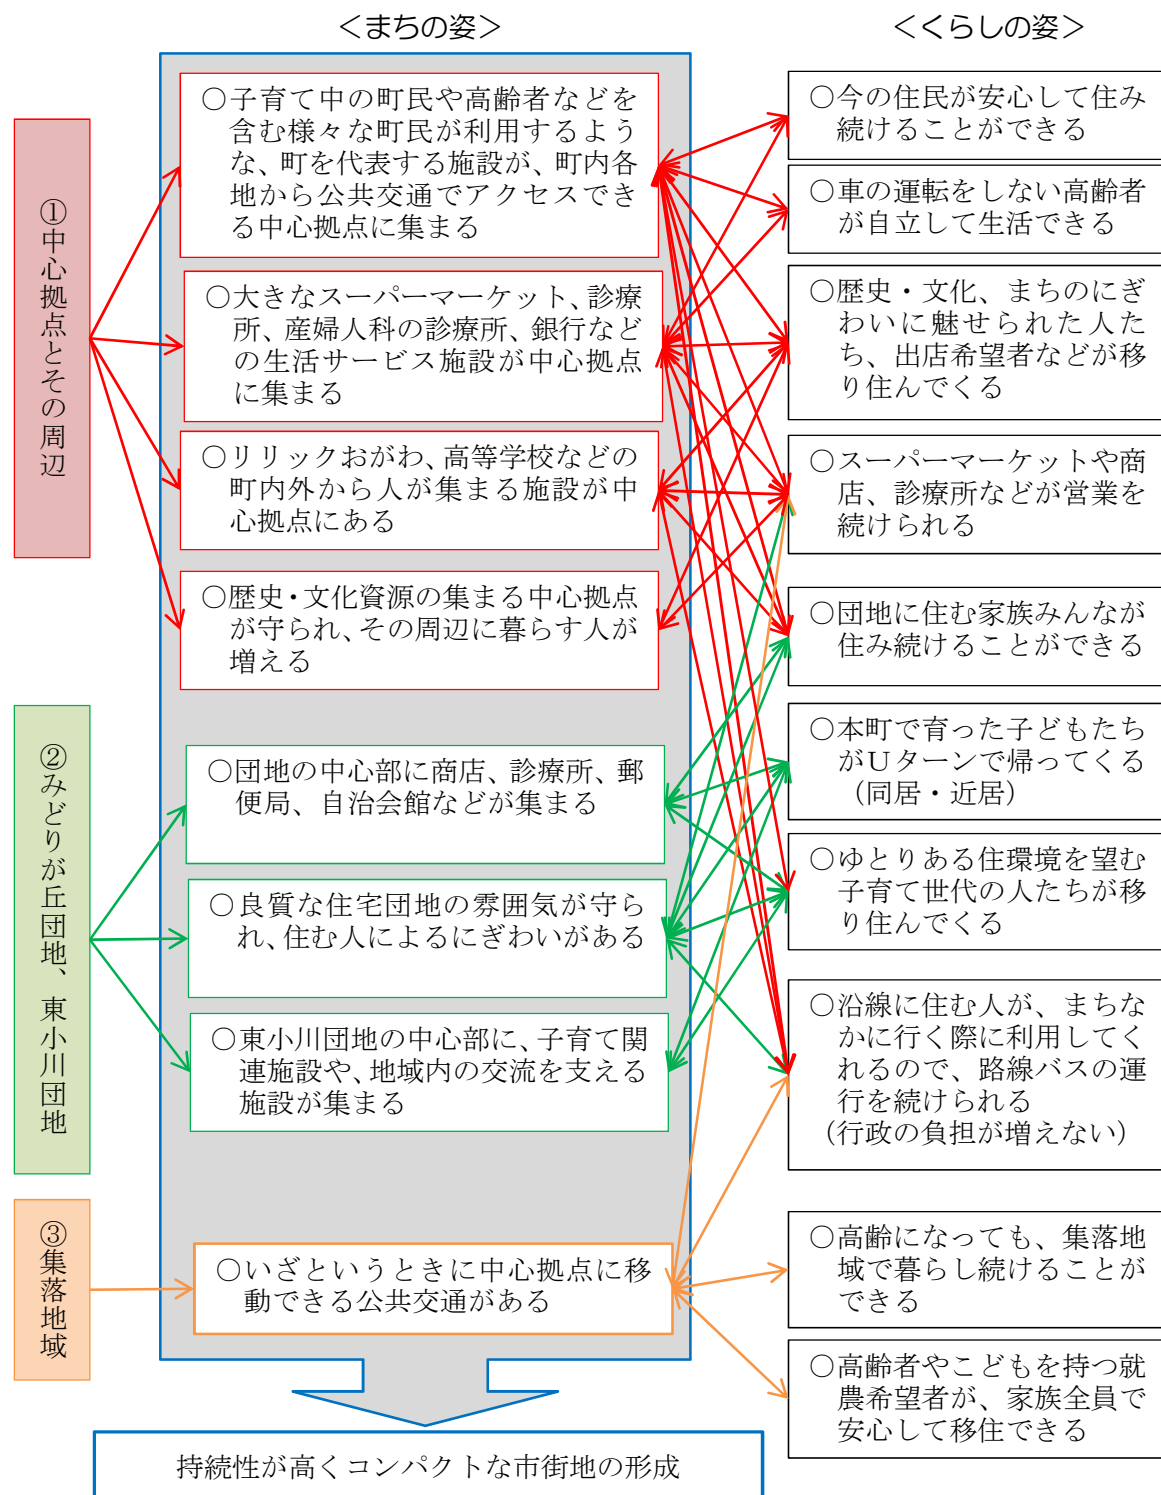 ＜まちの姿＞
＜くらしの姿＞
①中心拠点とその周辺
○子育て中の町民や高齢者などを
含む様々な町民が利用するよう
な、町を代表する施設が、町内各
地から公共交通でアクセスでき
る中心拠点に集まる
○大きなスーパーマーケット、診療
所、産婦人科の診療所、銀行など
の生活サービス施設が中心拠点
に集まる
○リリックおがわ、高等学校などの
町内外から人が集まる施設が中
心拠点にある
○歴史・文化資源の集まる中心拠点
が守られ、その周辺に暮らす人が
増える
②みどりが丘団地、東小川団地
○団地の中心部に商店、診療所、郵
便局、自治会館などが集まる
○良質な住宅団地の雰囲気が守ら
れ、住む人によるにぎわいがある
○東小川団地の中心部に、子育て関
連施設や、地域内の交流を支える
施設が集まる
③集落地域
○いざというときに中心拠点に移
動できる公共交通がある
○今の住民が安心して住み
続けることができる
○車の運転をしない高齢者
が自立して生活できる
○歴史・文化、まちのにぎ
わいに魅せられた人た
ち、出店希望者などが移
り住んでくる
○スーパーマーケットや商
店、診療所などが営業を
続けられる
○団地に住む家族みんなが
住み続けることができる
○本町で育った子どもたち
がＵターンで帰ってくる
（同居・近居）
○ゆとりある住環境を望む
子育て世代の人たちが移
り住んでくる
○沿線に住む人が、まちな
かに行く際に利用してく
れるので、路線バスの運
行を続けられる
（行政の負担が増えない）
○高齢になっても、集落地
域で暮らし続けることが
できる
○高齢者やこどもを持つ就
農希望者が、家族全員で
安心して移住できる
持続性が高くコンパクトな市街地の形成